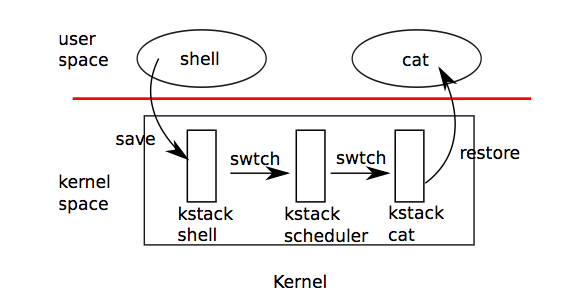 user
space
shell
cat
save
swtch
swtch
restore
kernel
space
kstack
shell
kstack
scheduler
kstack
cat
Kernel